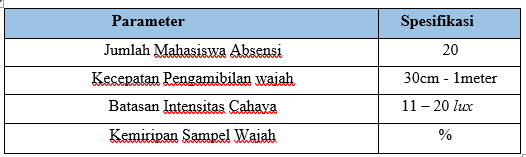 Parameter Spesifikasi
Jumlah Mahasiswa Absensi 20
Kecepatan Pengamibilan wajah 30cm - 1meter
Batasan Intensitas Cahaya 11 – 20 lux
Kemiripan Sampel Wajah %